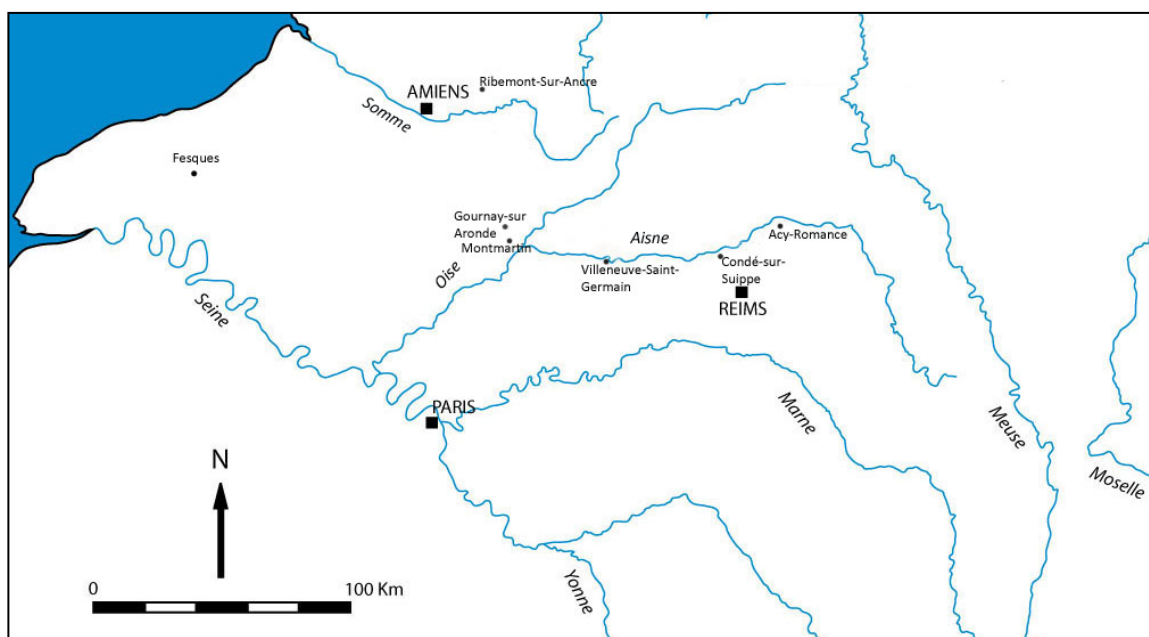 Ribemont-Sur-Ancre
AMIENS
Somme
Fesques
Gournay-sur
Aronde
Montmartin
Aisne
Acy-Romance
Oise
Villeneuve-Saint-
Germain
Condé-sur-
Suippe
REIMS
Seine
PARIS
Marne
Meuse
Moselle
N
0
100 Km
Yonne